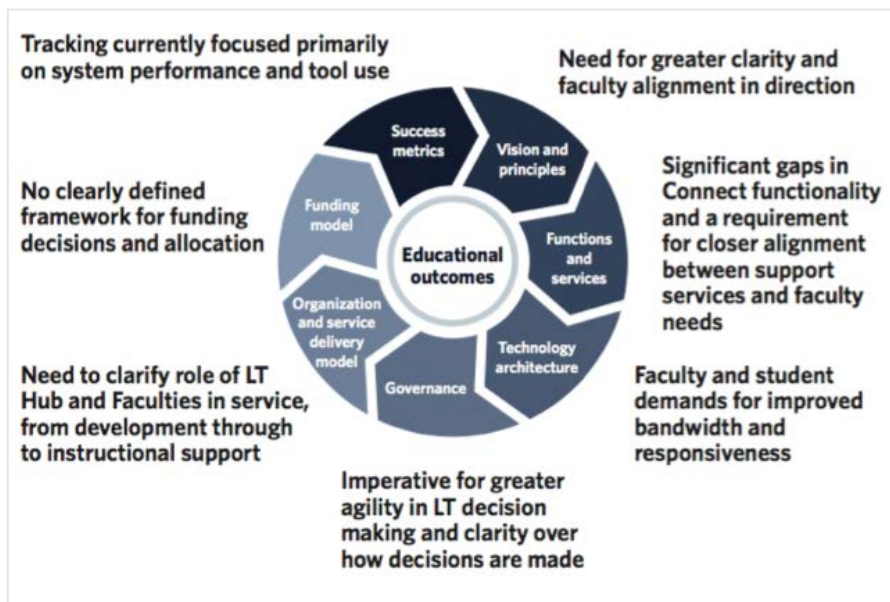 Tracking currently focused primarily
on system performance and tool use
Need for greater clarity and
faculty alignment in direction
Success
metrics
Vision and
principles
Significant gaps in
Connect functionality
and a requirement
for closer alignment
between support
services and faculty
needs
No clearly defined
framework for funding
decisions and allocation
Funding
model
Educational
outcomes
Functions
and
services
Organization
and service
delivery
model
Technology
architecture
Governance
Need to clarify role of LT
Hub and Faculties in service,
from development through
to instructional support
Faculty and student
demands for improved
bandwidth and
responsiveness
Imperative for greater
agility in LT decision
making and clarity over
how decisions are made